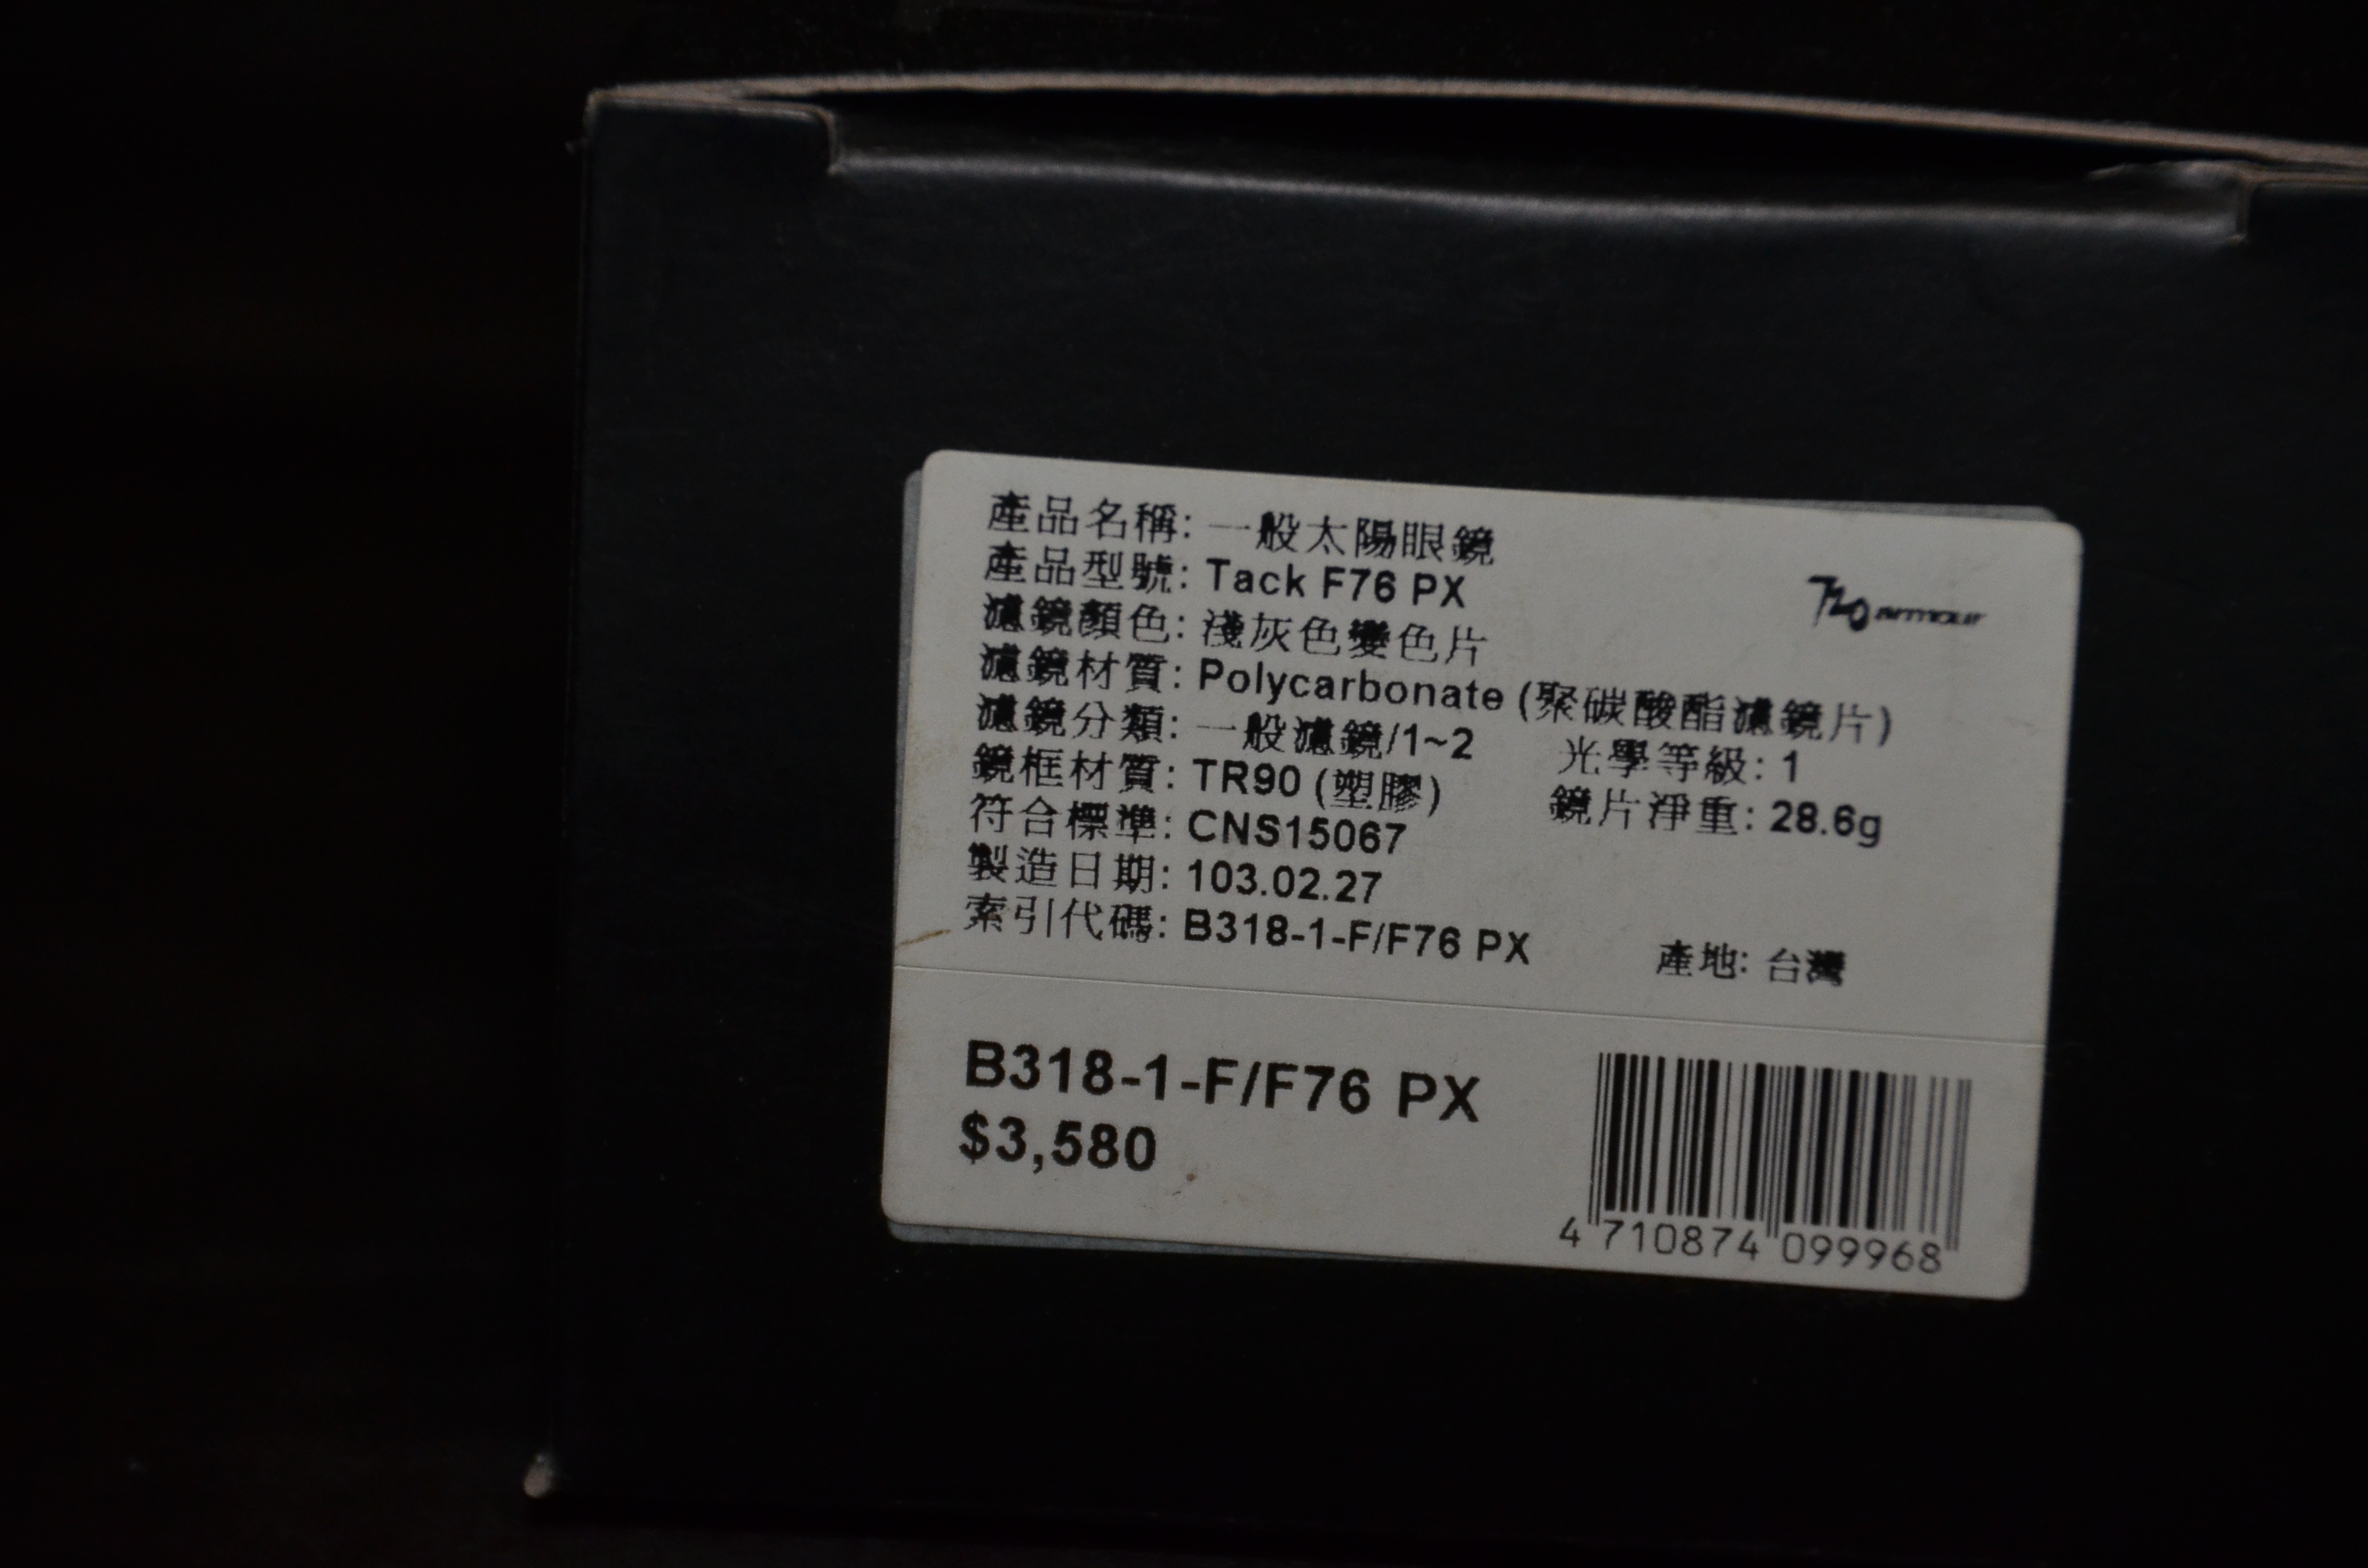 產品名稱: 一般太陽眼鏡
產品型號: Tack F76 PX
720 armour
濾鏡顏色: 淺灰色變色片
濾鏡材質: Polycarbonate (聚碳酸酯濾鏡片)
濾鏡分類: 一般濾鏡/1~2 光學等級: 1
鏡框材質: TR90 (塑膠) 鏡片淨重: 28.6g
符合標準: CNS15067
製造日期: 103.02.27
索引代碼: B318-1-F/F76 PX 產地: 台灣
B318-1-F/F76 PX
$3,580
4 710874 099968